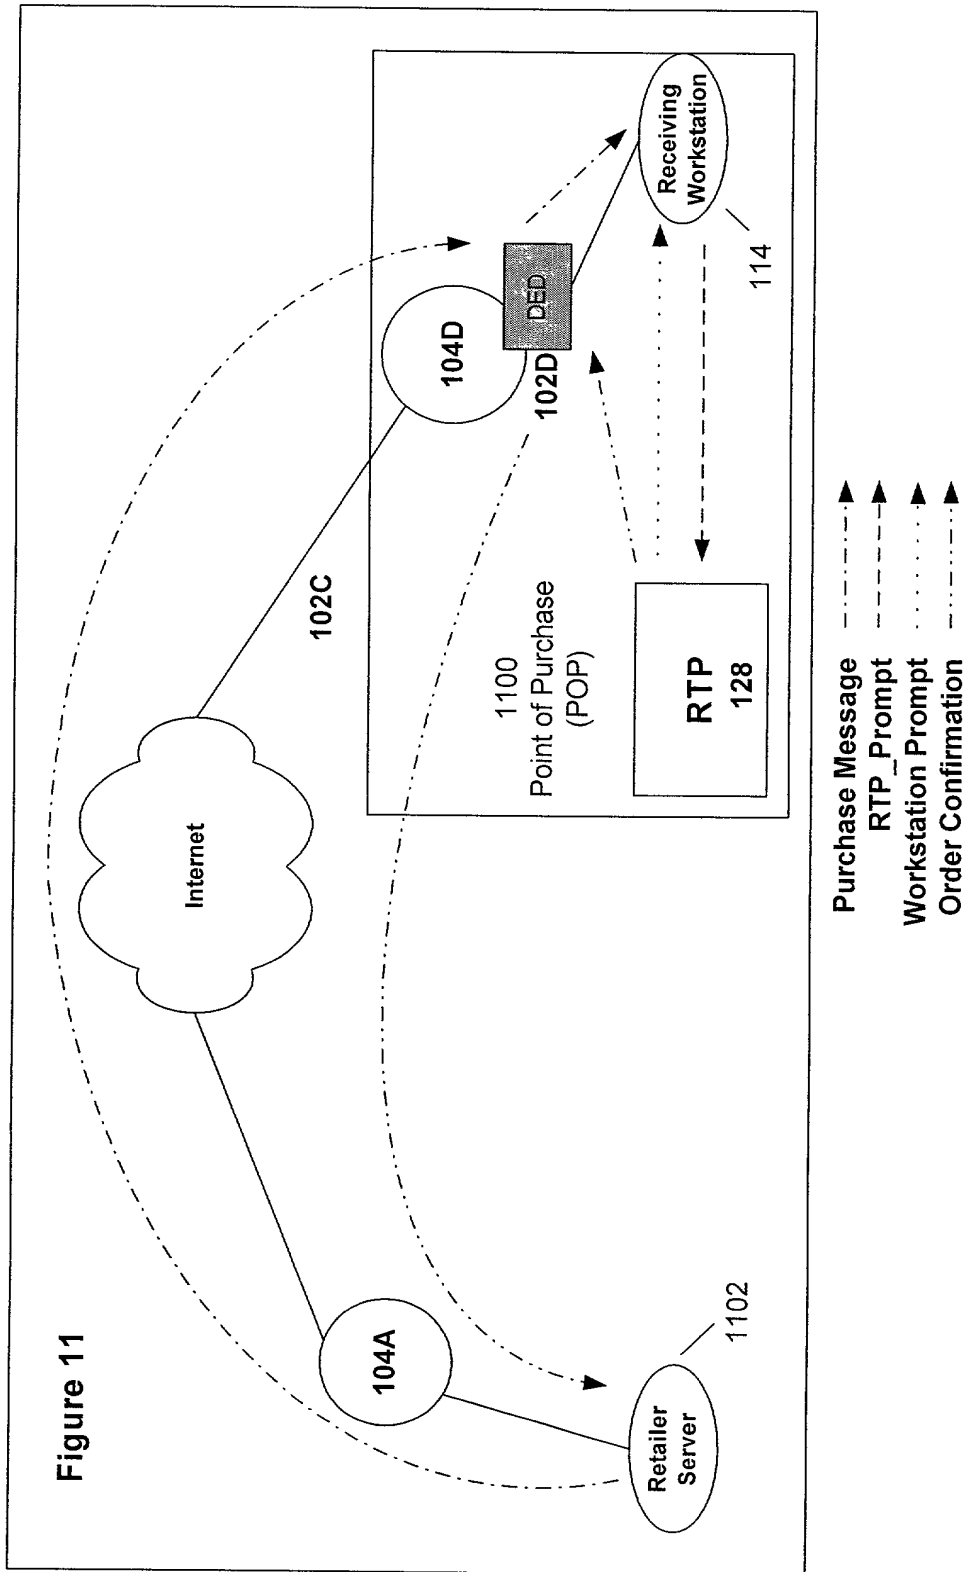 Figure 11
Internet
104A
Retailer
Server
1102
102C
104D
DED
102D
1100
Point of Purchase
(POP)
RTP
128
Receiving
Workstation
114
Purchase Message
RTP_Prompt
Workstation Prompt
Order Confirmation